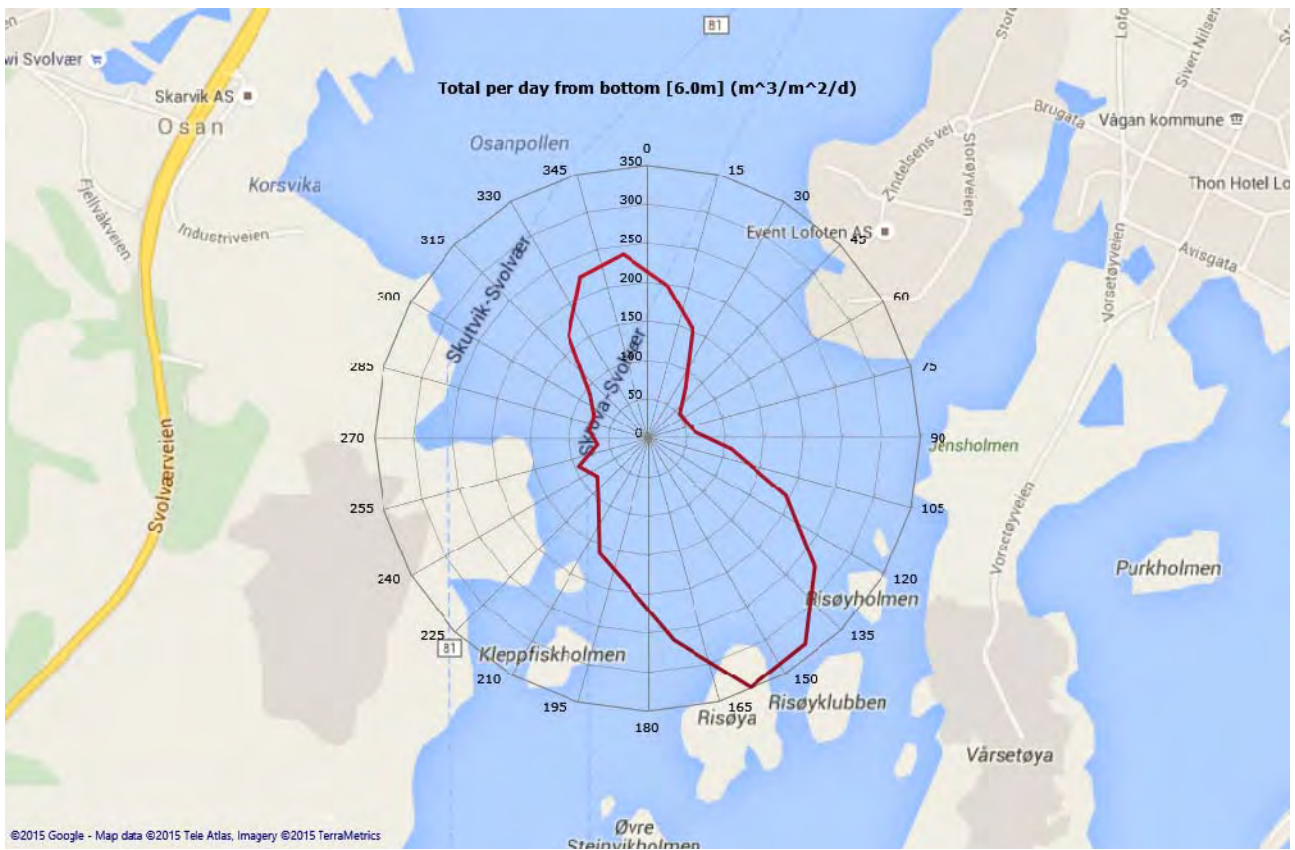 81
wi Svolvær
Skarvik AS
Osan
Korsvika
Fjellvåkveien
Industriveien
Svolværveien
Total per day from bottom [6.0m] (m^3/m^2/d)
Osanpollen
Skutvik-Svolvær
Skrova-Svolvær
0
15
30
45
60
75
90
105
120
135
150
165
180
195
210
225
240
255
270
285
300
315
330
345
350
300
250
200
150
100
50
0
Event Lofoten AS
Zindelsens vei
Storøyveien
Brugata
Vågan kommune
Sivert Nilsen
Thon Hotel Lo
Avisgata
Vorsetøyveien
Jensholmen
Vorsetøyveien
Purkholmen
Risøyholmen
Kleppfiskholmen
81
Risøya
Risøyklubben
Vårsetøya
Øvre
Steinvikholmen
©2015 Google - Map data ©2015 Tele Atlas, Imagery ©2015 TerraMetrics